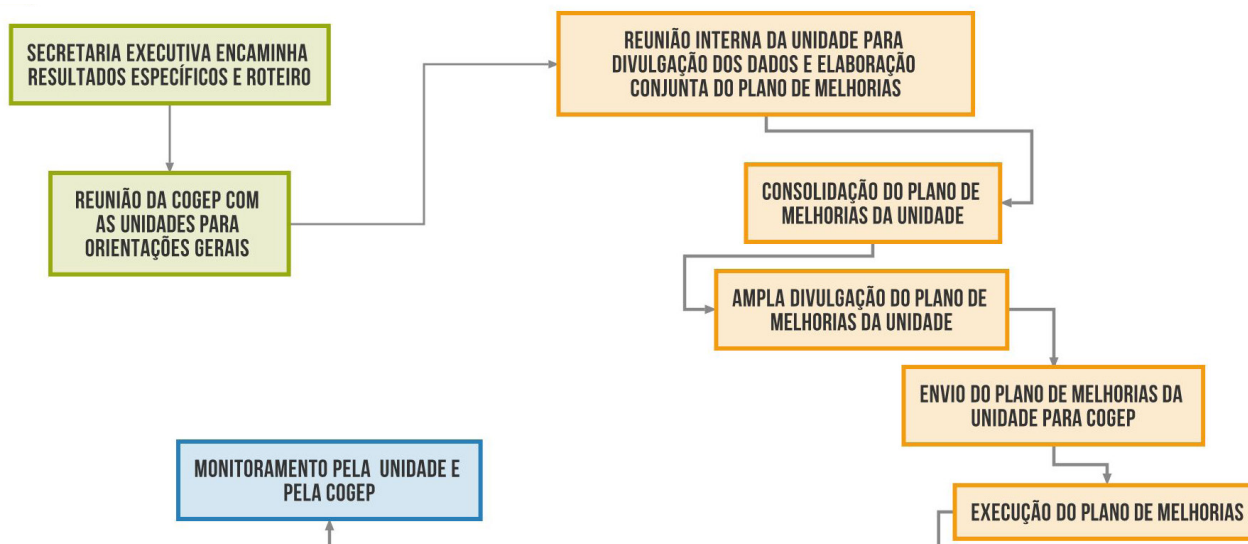 SECRETARIA EXECUTIVA ENCAMINHA
RESULTADOS ESPECÍFICOS E ROTEIRO
REUNIÃO DA COGEP COM
AS UNIDADES PARA
ORIENTAÇÕES GERAIS
REUNIÃO INTERNA DA UNIDADE PARA
DIVULGAÇÃO DOS DADOS E ELABORAÇÃO
CONJUNTA DO PLANO DE MELHORIAS
CONSOLIDAÇÃO DO PLANO DE
MELHORIAS DA UNIDADE
AMPLA DIVULGAÇÃO DO PLANO DE
MELHORIAS DA UNIDADE
ENVIO DO PLANO DE MELHORIAS DA
UNIDADE PARA COGEP
EXECUÇÃO DO PLANO DE MELHORIAS
MONITORAMENTO PELA UNIDADE E
PELA COGEP